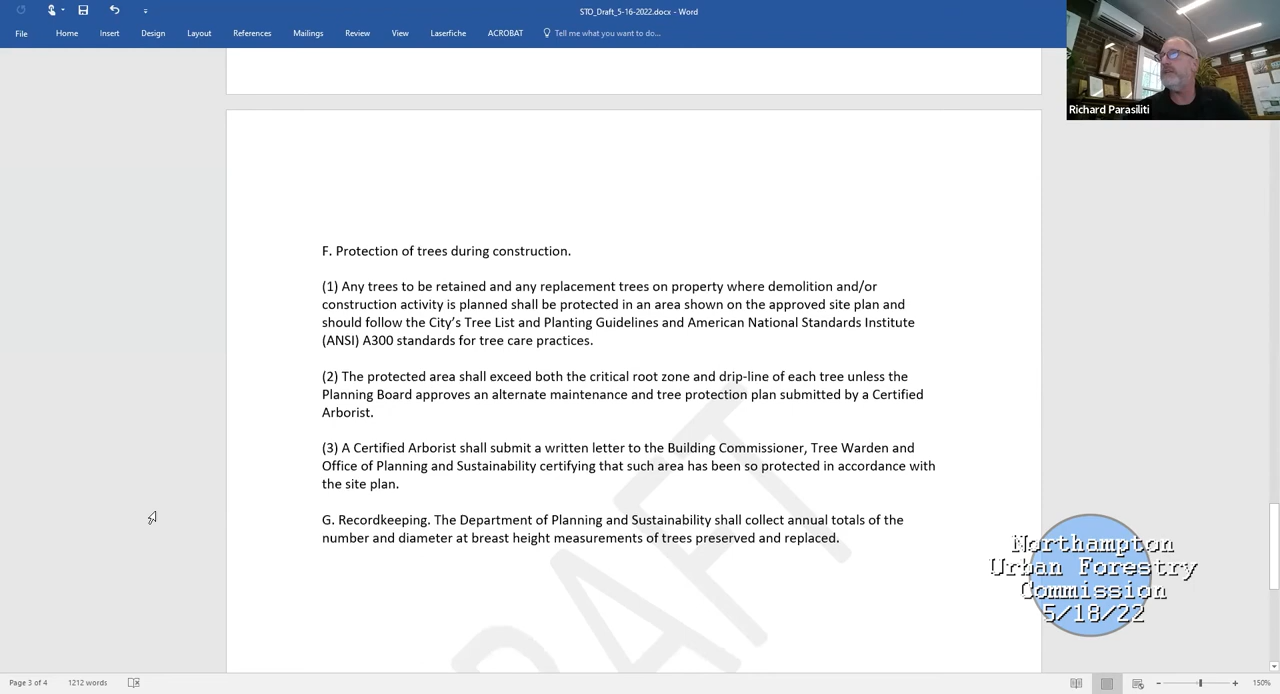 STO_Draft_5-16-2022.docx - Word
File Home Insert Design Layout References Mailings Review View Laserfiche ACROBAT Tell me what you want to do...
Richard Parasiliti
F. Protection of trees during construction.
(1) Any trees to be retained and any replacement trees on property where demolition and/or
construction activity is planned shall be protected in an area shown on the approved site plan and
should follow the City's Tree List and Planting Guidelines and American National Standards Institute
(ANSI) A300 standards for tree care practices.
(2) The protected area shall exceed both the critical root zone and drip-line of each tree unless the
Planning Board approves an alternate maintenance and tree protection plan submitted by a Certified
Arborist.
(3) A Certified Arborist shall submit a written letter to the Building Commissioner, Tree Warden and
Office of Planning and Sustainability certifying that such area has been so protected in accordance with
the site plan.
G. Recordkeeping. The Department of Planning and Sustainability shall collect annual totals of the
number and diameter at breast height measurements of trees preserved and replaced.
DRAFT
Northampton
Urban Forestry
Commission
5/18/22
Page 3 of 4 1212 words
150%